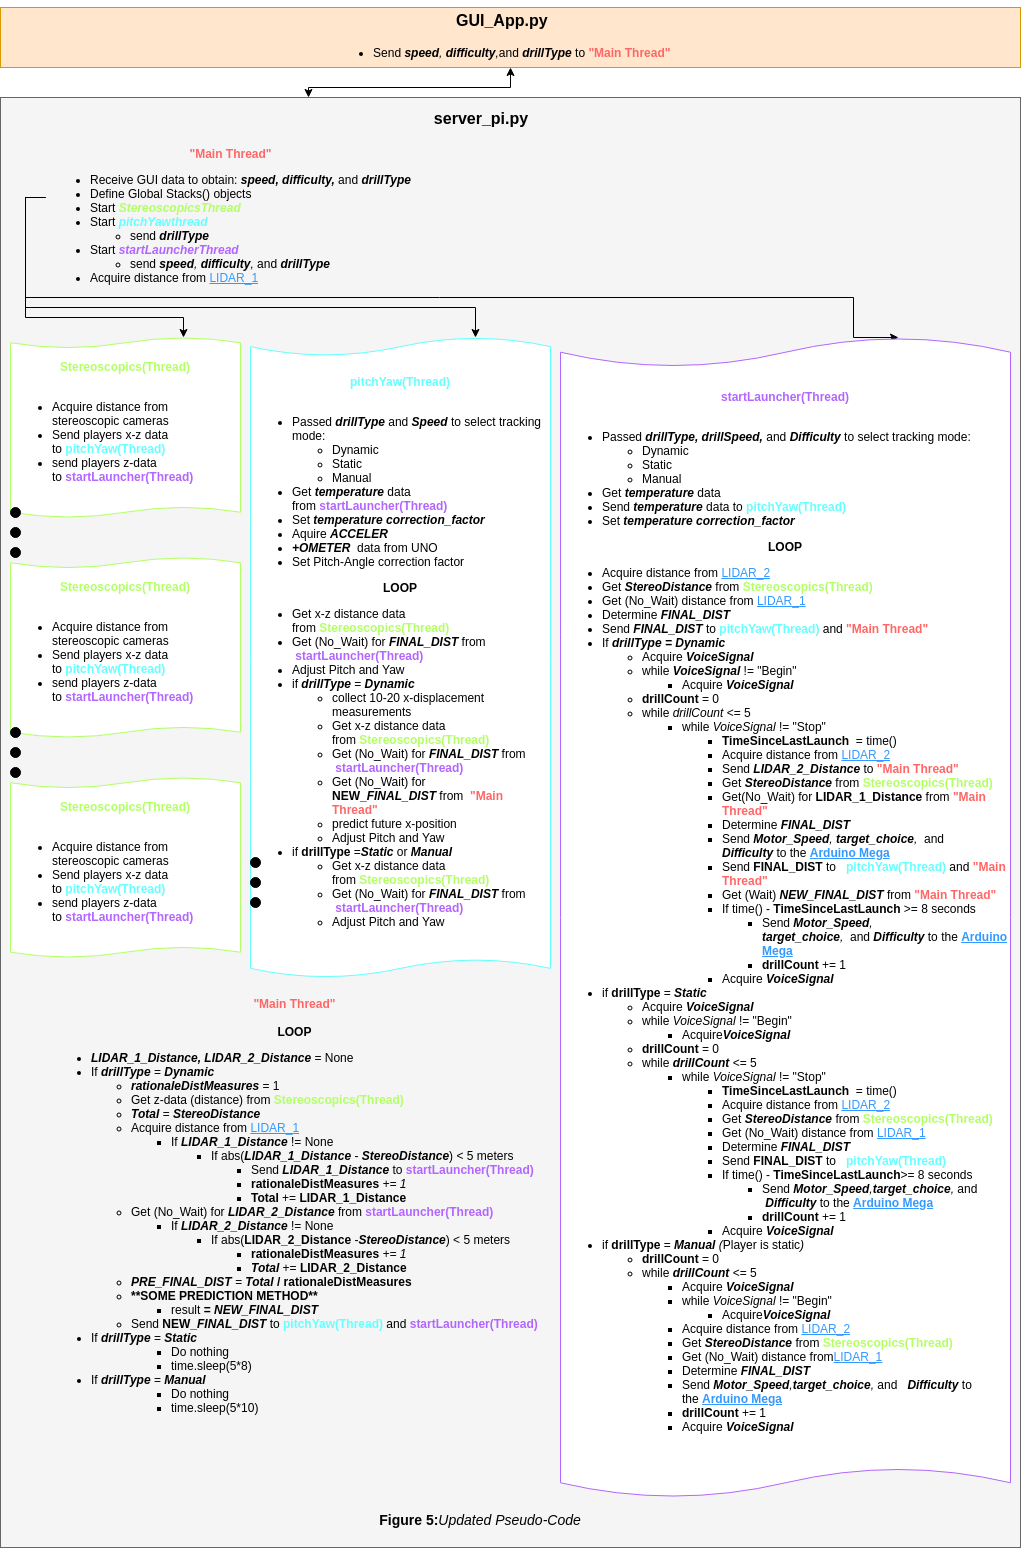 GUI_App.py
Send speed, difficulty,and drillType to "Main Thread"
server_pi.py
"Main Thread"
Receive GUI data to obtain: speed, difficulty, and drillType
Define Global Stacks() objects
Start StereoscopicsThread
Start pitchYawthread
send drillType
Start startLauncherThread
send speed, difficulty, and drillType
Acquire distance from LIDAR_1
Stereoscopics(Thread)
Acquire distance from
stereoscopic cameras
Send players x-z data
to pitchYaw(Thread)
send players z-data
to startLauncher(Thread)
Stereoscopics(Thread)
Acquire distance from
stereoscopic cameras
Send players x-z data
to pitchYaw(Thread)
send players z-data
to startLauncher(Thread)
Stereoscopics(Thread)
Acquire distance from
stereoscopic cameras
Send players x-z data
to pitchYaw(Thread)
send players z-data
to startLauncher(Thread)
pitchYaw(Thread)
Passed drillType and Speed to select tracking
mode:
Dynamic
Static
Manual
Get temperature data
from startLauncher(Thread)
Set temperature correction_factor
Aquire ACCELER
+OMETER data from UNO
Set Pitch-Angle correction factor
LOOP
Get x-z distance data
from Stereoscopics(Thread)
Get (No_Wait) for FINAL_DIST from
startLauncher(Thread)
Adjust Pitch and Yaw
if drillType = Dynamic
collect 10-20 x-displacement
measurements
Get x-z distance data
from Stereoscopics(Thread)
Get (No_Wait) for FINAL_DIST from
startLauncher(Thread)
Get (No_Wait) for
NEW_FINAL_DIST from "Main
Thread"
predict future x-position
Adjust Pitch and Yaw
if drillType =Static or Manual
Get x-z distance data
from Stereoscopics(Thread)
Get (No_Wait) for FINAL_DIST from
startLauncher(Thread)
Adjust Pitch and Yaw
startLauncher(Thread)
Passed drillType, drillSpeed, and Difficulty to select tracking mode:
Dynamic
Static
Manual
Get temperature data
Send temperature data to pitchYaw(Thread)
Set temperature correction_factor
LOOP
Acquire distance from LIDAR_2
Get StereoDistance from Stereoscopics(Thread)
Get (No_Wait) distance from LIDAR_1
Determine FINAL_DIST
Send FINAL_DIST to pitchYaw(Thread) and "Main Thread"
If drillType = Dynamic
Acquire VoiceSignal
while VoiceSignal != "Begin"
Acquire VoiceSignal
drillCount = 0
while drillCount <= 5
while VoiceSignal != "Stop"
TimeSinceLastLaunch = time()
Acquire distance from LIDAR_2
Send LIDAR_2_Distance to "Main Thread"
Get StereoDistance from Stereoscopics(Thread)
Get(No_Wait) for LIDAR_1_Distance from "Main
Thread"
Determine FINAL_DIST
Send Motor_Speed, target_choice, and
Difficulty to the Arduino Mega
Send FINAL_DIST to pitchYaw(Thread) and "Main
Thread"
Get (Wait) NEW_FINAL_DIST from "Main Thread"
If time() - TimeSinceLastLaunch >= 8 seconds
Send Motor_Speed,
target_choice, and Difficulty to the Arduino
Mega
drillCount += 1
Acquire VoiceSignal
if drillType = Static
Acquire VoiceSignal
while VoiceSignal != "Begin"
AcquireVoiceSignal
drillCount = 0
while drillCount <= 5
while VoiceSignal != "Stop"
TimeSinceLastLaunch = time()
Acquire distance from LIDAR_2
Get StereoDistance from Stereoscopics(Thread)
Get (No_Wait) distance from LIDAR_1
Determine FINAL_DIST
Send FINAL_DIST to pitchYaw(Thread)
If time() - TimeSinceLastLaunch>= 8 seconds
Send Motor_Speed,target_choice, and
Difficulty to the Arduino Mega
drillCount += 1
Acquire VoiceSignal
if drillType = Manual (Player is static)
drillCount = 0
while drillCount <= 5
Acquire VoiceSignal
while VoiceSignal != "Begin"
AcquireVoiceSignal
Acquire distance from LIDAR_2
Get StereoDistance from Stereoscopics(Thread)
Get (No_Wait) distance fromLIDAR_1
Determine FINAL_DIST
Send Motor_Speed,target_choice, and Difficulty to
the Arduino Mega
drillCount += 1
Acquire VoiceSignal
"Main Thread"
LOOP
LIDAR_1_Distance, LIDAR_2_Distance = None
If drillType = Dynamic
rationaleDistMeasures = 1
Get z-data (distance) from Stereoscopics(Thread)
Total = StereoDistance
Acquire distance from LIDAR_1
If LIDAR_1_Distance != None
If abs(LIDAR_1_Distance - StereoDistance) < 5 meters
Send LIDAR_1_Distance to startLauncher(Thread)
rationaleDistMeasures += 1
Total += LIDAR_1_Distance
Get (No_Wait) for LIDAR_2_Distance from startLauncher(Thread)
If LIDAR_2_Distance != None
If abs(LIDAR_2_Distance -StereoDistance) < 5 meters
rationaleDistMeasures += 1
Total += LIDAR_2_Distance
PRE_FINAL_DIST = Total / rationaleDistMeasures
**SOME PREDICTION METHOD**
result = NEW_FINAL_DIST
Send NEW_FINAL_DIST to pitchYaw(Thread) and startLauncher(Thread)
If drillType = Static
Do nothing
time.sleep(5*8)
If drillType = Manual
Do nothing
time.sleep(5*10)
Figure 5:Updated Pseudo-Code